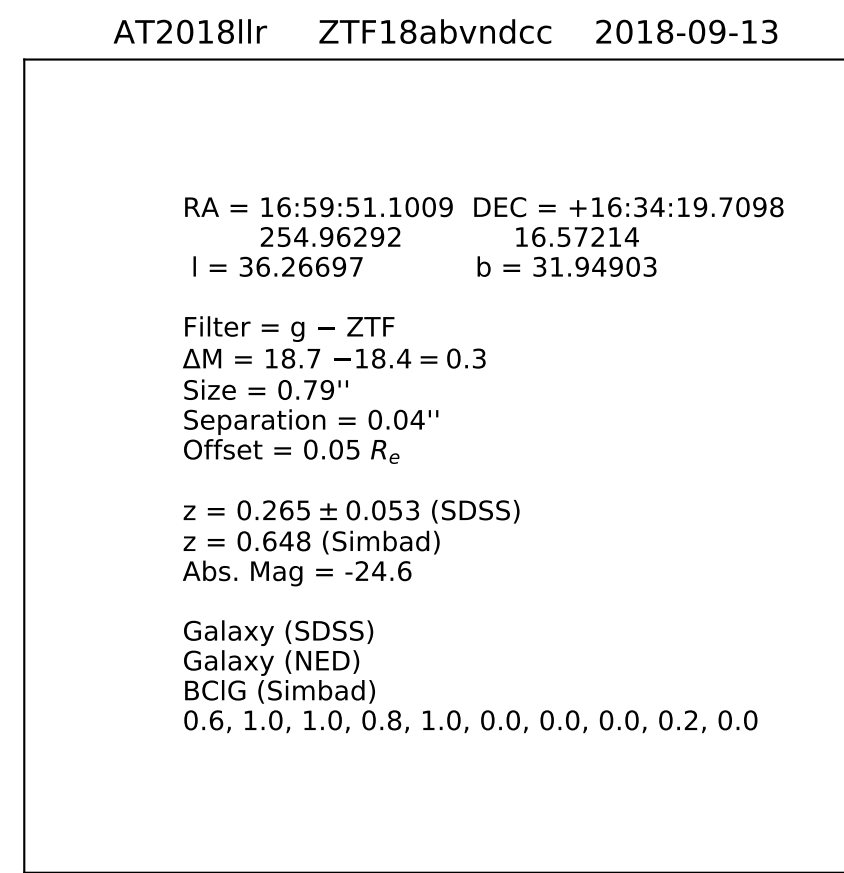 AT2018llr ZTF18abvndcc 2018-09-13
RA = 16:59:51.1009 DEC = +16:34:19.7098
254.96292 16.57214
l = 36.26697 b = 31.94903
Filter = g − ZTF
ΔM = 18.7 −18.4 = 0.3
Size = 0.79''
Separation = 0.04''
Offset = 0.05 Re
z = 0.265 ± 0.053 (SDSS)
z = 0.648 (Simbad)
Abs. Mag = -24.6
Galaxy (SDSS)
Galaxy (NED)
BClG (Simbad)
0.6, 1.0, 1.0, 0.8, 1.0, 0.0, 0.0, 0.0, 0.2, 0.0